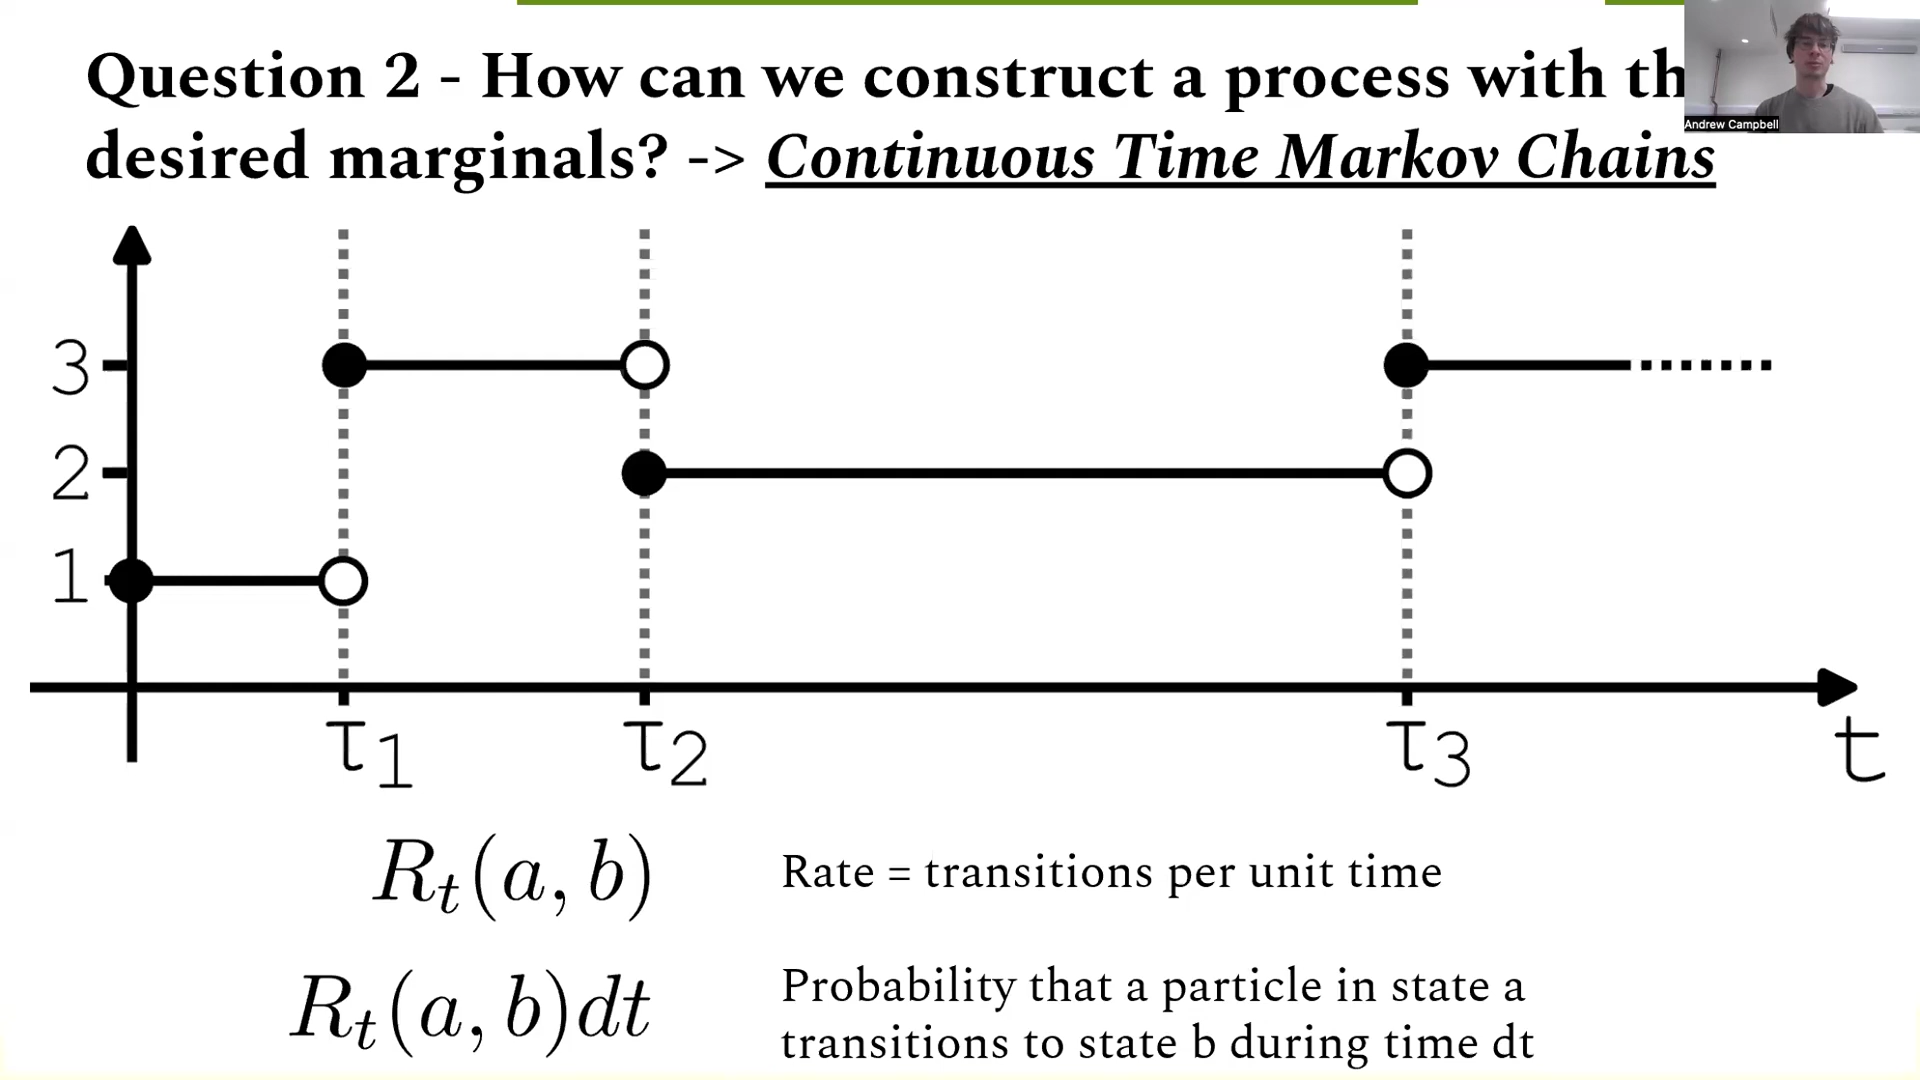 Question 2 - How can we construct a process with th
desired marginals? -> Continuous Time Markov Chains
Andrew Campbell
3
2
1
τ1 τ2 τ3 t
R_t(a, b) Rate = transitions per unit time
R_t(a, b)dt Probability that a particle in state a
transitions to state b during time dt